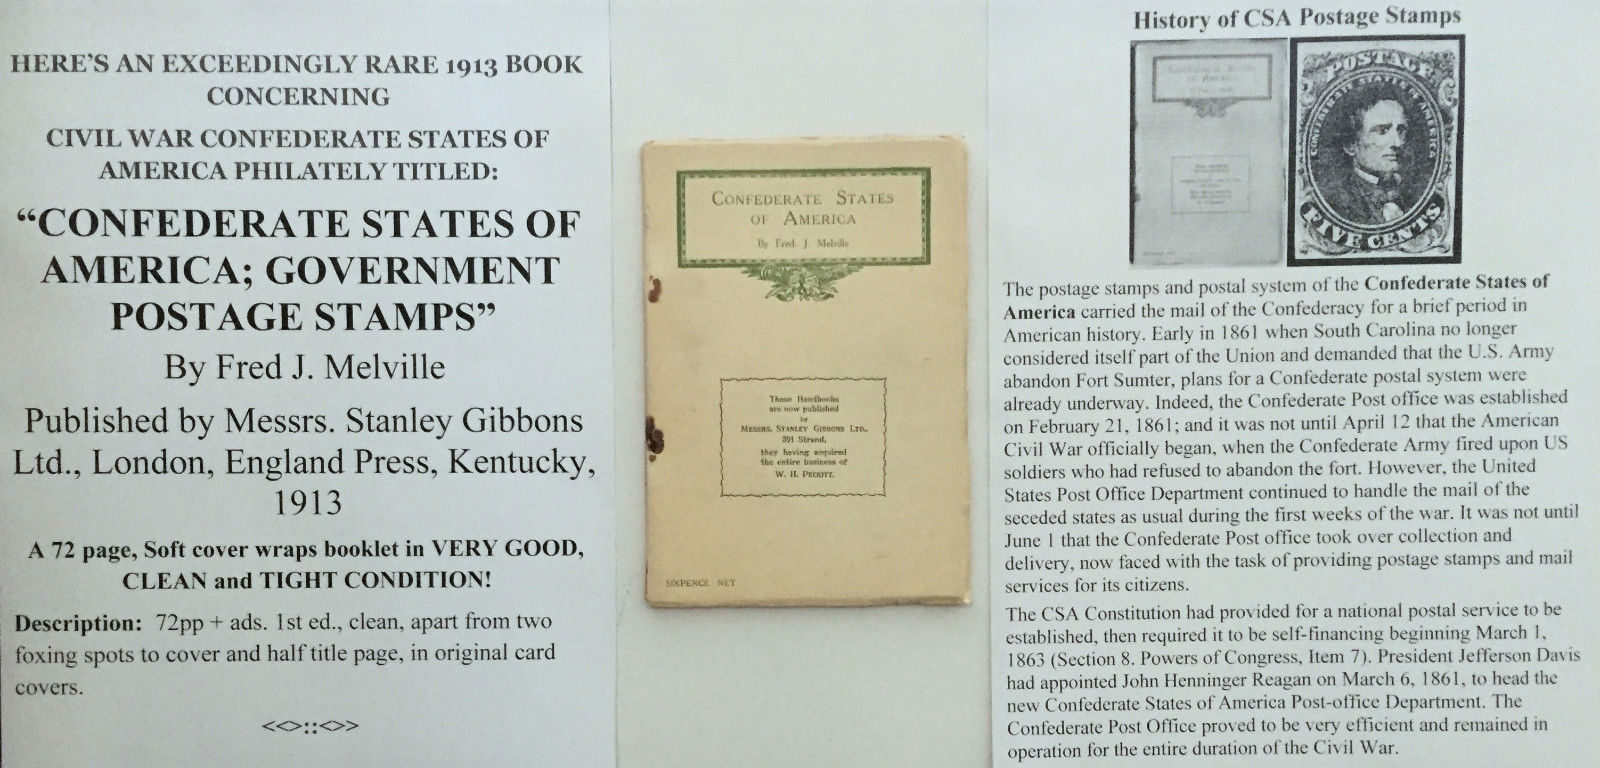 HERE'S AN EXCEEDINGLY RARE 1913 BOOK
CONCERNING
CIVIL WAR CONFEDERATE STATES OF
AMERICA PHILATELY TITLED:
“CONFEDERATE STATES OF
AMERICA; GOVERNMENT
POSTAGE STAMPS”
By Fred J. Melville
Published by Messrs. Stanley Gibbons
Ltd., London, England Press, Kentucky,
1913
A 72 page, Soft cover wraps booklet in VERY GOOD,
CLEAN and TIGHT CONDITION!
Description: 72pp + ads. 1st ed., clean, apart from two
foxing spots to cover and half title page, in original card
covers.
<<>::<>>
CONFEDERATE STATES
OF AMERICA
By Fred. J. Melville
These Handbooks
are now published
by
MESSRS. STANLEY GIBBONS LTD.,
391 Strand,
they having acquired
the entire business of
W. H. PECKITT.
SIXPENCE NET
History of CSA Postage Stamps
CONFEDERATE STATES
OF AMERICA
POSTAGE
CONFEDERATE STATES OF AMERICA
FIVE CENTS
The postage stamps and postal system of the Confederate States of
America carried the mail of the Confederacy for a brief period in
American history. Early in 1861 when South Carolina no longer
considered itself part of the Union and demanded that the U.S. Army
abandon Fort Sumter, plans for a Confederate postal system were
already underway. Indeed, the Confederate Post office was established
on February 21, 1861; and it was not until April 12 that the American
Civil War officially began, when the Confederate Army fired upon US
soldiers who had refused to abandon the fort. However, the United
States Post Office Department continued to handle the mail of the
seceded states as usual during the first weeks of the war. It was not until
June 1 that the Confederate Post office took over collection and
delivery, now faced with the task of providing postage stamps and mail
services for its citizens.
The CSA Constitution had provided for a national postal service to be
established, then required it to be self-financing beginning March 1,
1863 (Section 8. Powers of Congress, Item 7). President Jefferson Davis
had appointed John Henninger Reagan on March 6, 1861, to head the
new Confederate States of America Post-office Department. The
Confederate Post Office proved to be very efficient and remained in
operation for the entire duration of the Civil War.